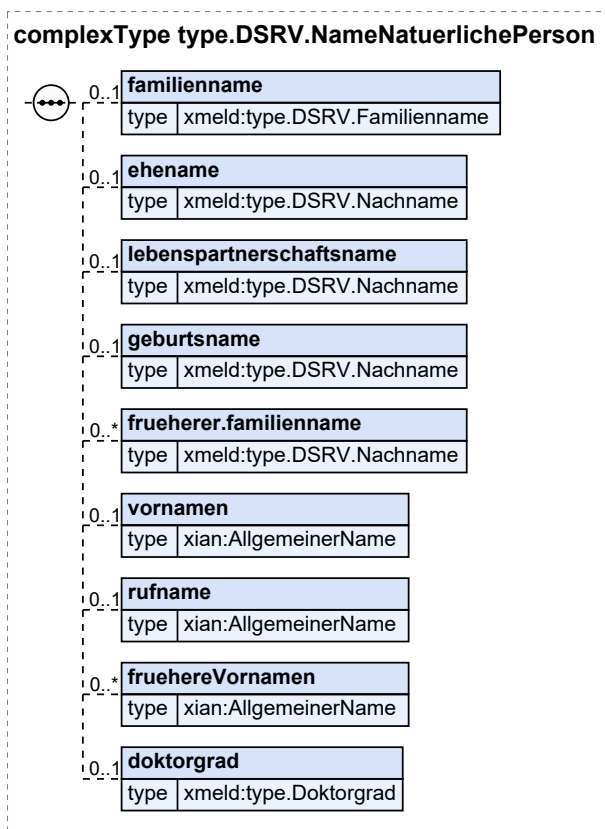 complexType type.DSRV.NameNatuerlichePerson
0..1 familienname
type xmeld:type.DSRV.Familienname
0..1 ehename
type xmeld:type.DSRV.Nachname
0..1 lebenspartnerschaftsname
type xmeld:type.DSRV.Nachname
0..1 geburtsname
type xmeld:type.DSRV.Nachname
0..* frueherer.familienname
type xmeld:type.DSRV.Nachname
0..1 vornamen
type xian:AllgemeinerName
0..1 rufname
type xian:AllgemeinerName
0..* fruehereVornamen
type xian:AllgemeinerName
0..1 doktorgrad
type xmeld:type.Doktorgrad